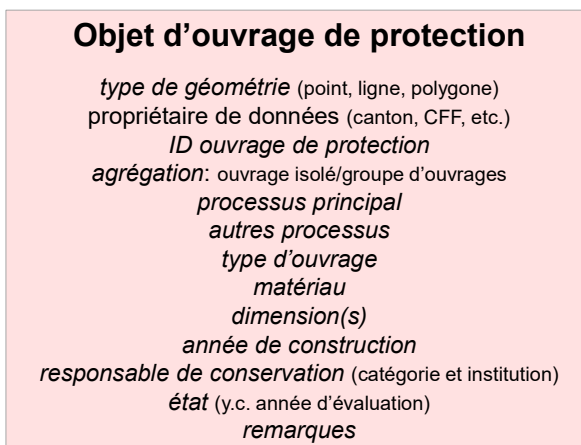 Objet d’ouvrage de protection
type de géométrie (point, ligne, polygone)
propriétaire de données (canton, CFF, etc.)
ID ouvrage de protection
agrégation: ouvrage isolé/groupe d’ouvrages
processus principal
autres processus
type d’ouvrage
matériau
dimension(s)
année de construction
responsable de conservation (catégorie et institution)
état (y.c. année d’évaluation)
remarques